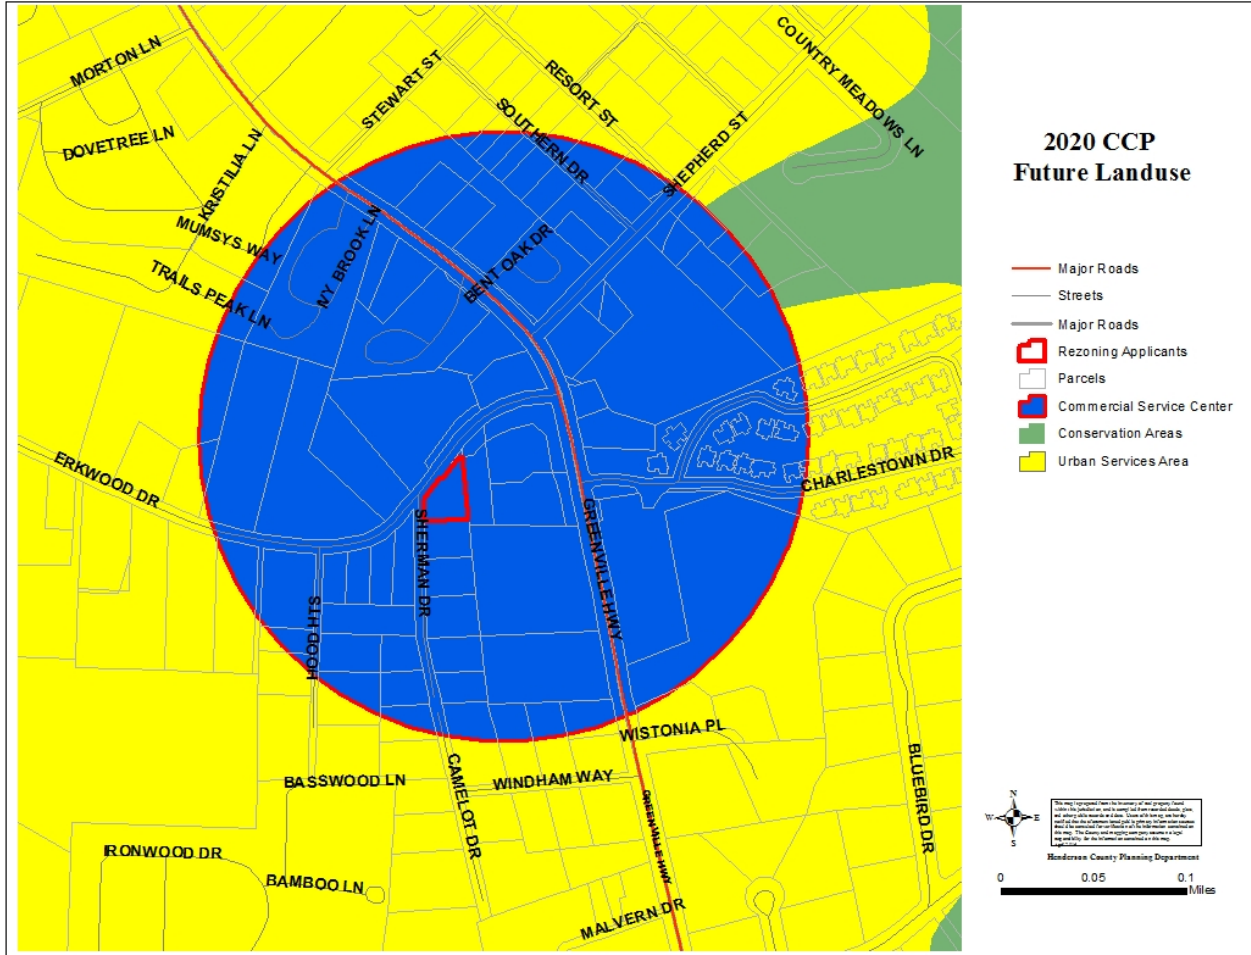 MORTON LN
DOVETREE LN
KRISTILIA LN
MUMSYS WAY
TRAILS PEAK LN
IVY BROOK LN
STEWART ST
SOUTHERN DR
RESORT ST
SHEPHERD ST
COUNTRY MEADOWS LN
BENT OAK DR
ERKWOOD DR
SHERMAN DR
HOOD HTS
GREENVILLE HWY
CHARLESTOWN DR
WISTONIA PL
WINDHAM WAY
BASSWOOD LN
CAMELOT DR
GREENVILLE HWY
BLUEBIRD DR
IRONWOOD DR
BAMBOO LN
MALVERN DR
2020 CCP
Future Landuse
Major Roads
Streets
Major Roads
Rezoning Applicants
Parcels
Commercial Service Center
Conservation Areas
Urban Services Area
N
W E
S
Henderson County Planning Department
0 0.05 0.1
Miles